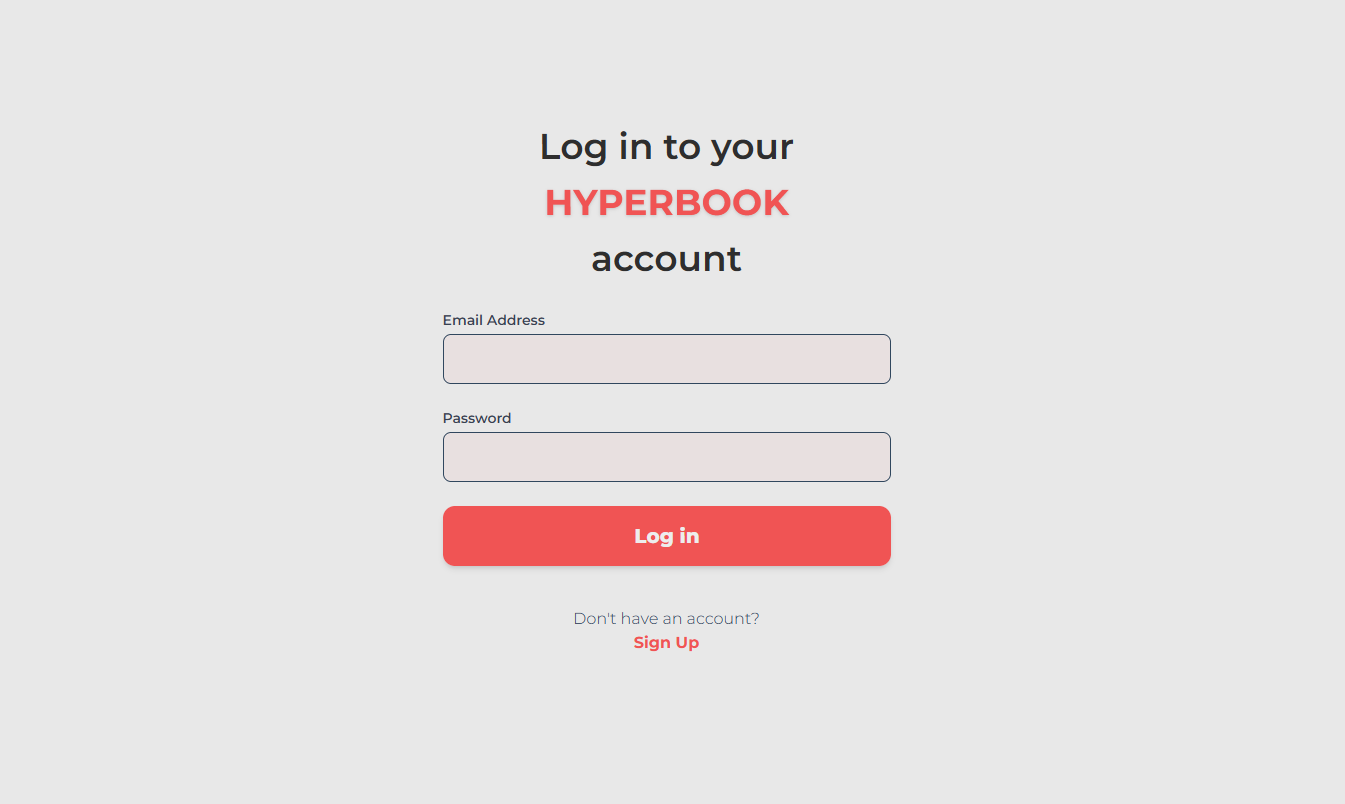 Log in to your
HYPERBOOK
account
Email Address
Password
Log in
Don't have an account?
Sign Up